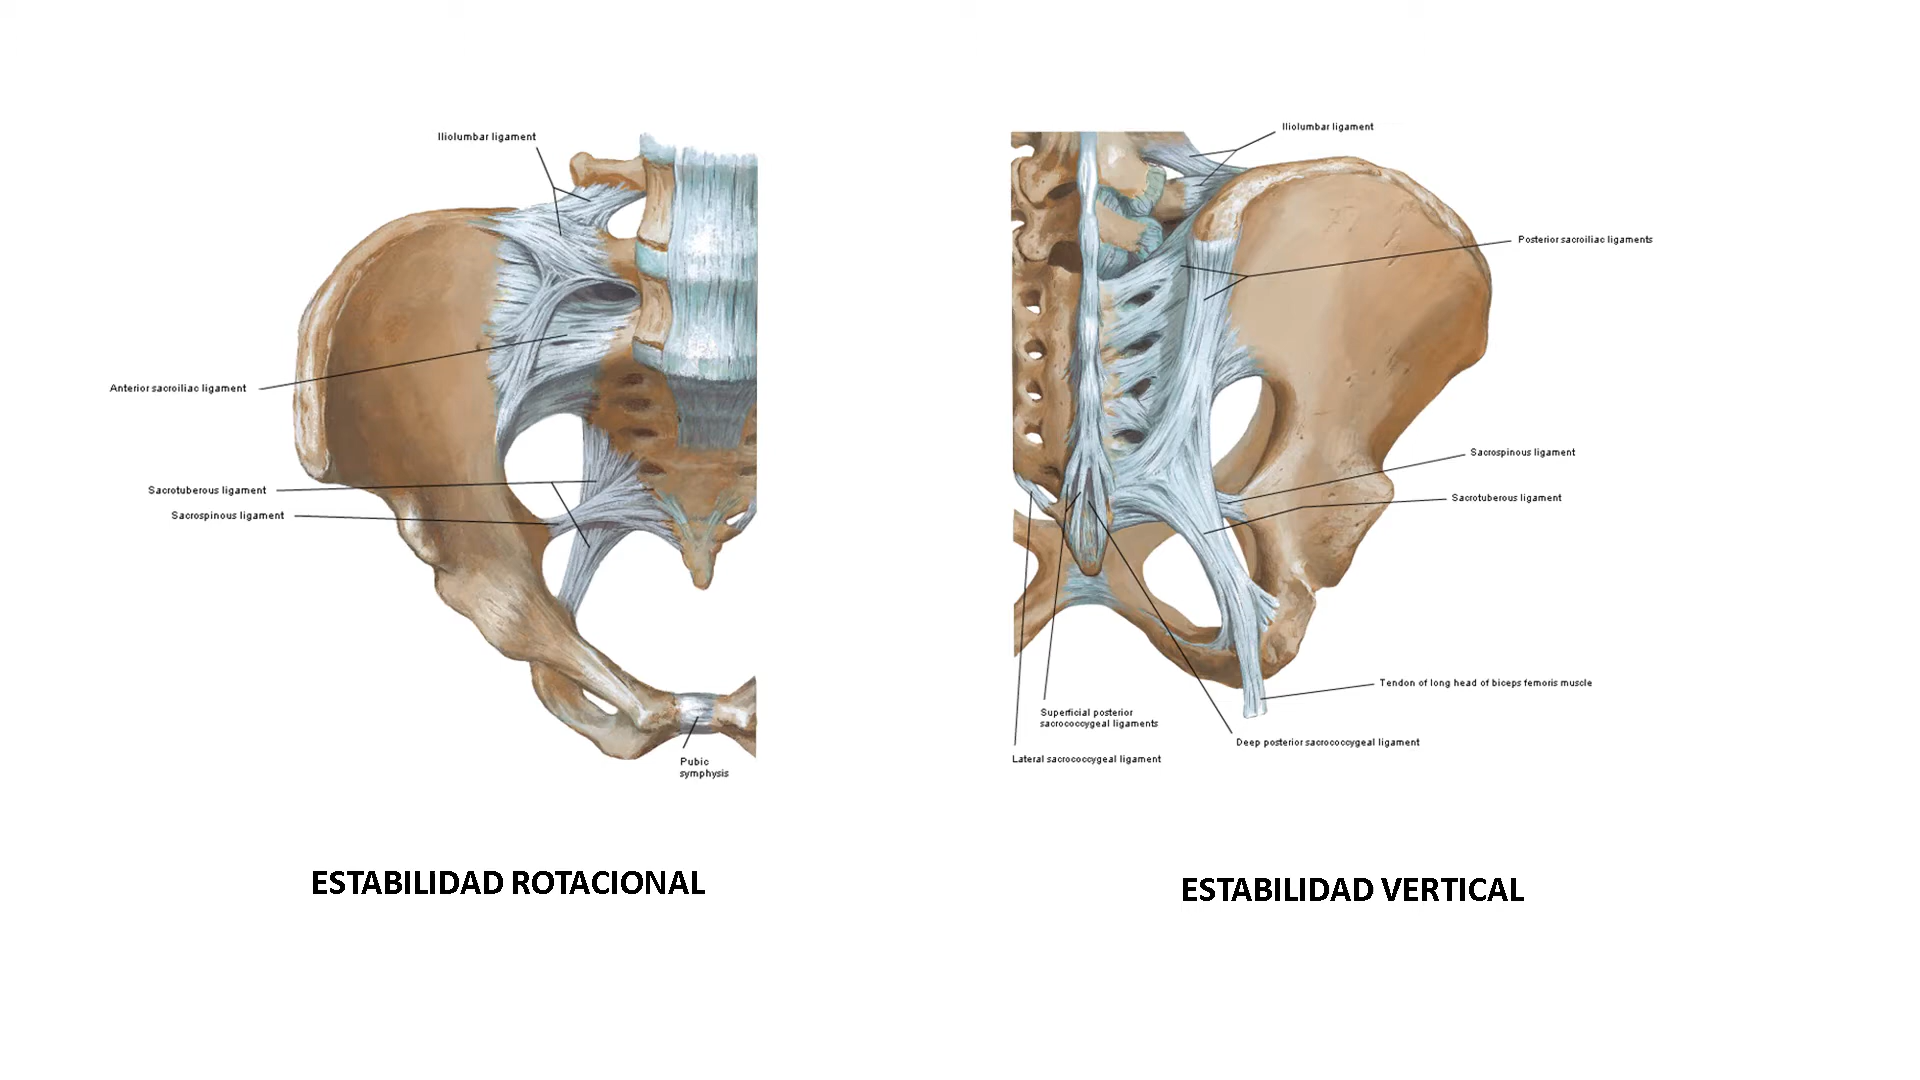 Iliolumbar ligament
Anterior sacroiliac ligament
Sacrotuberous ligament
Sacrospinous ligament
Pubic
symphysis
ESTABILIDAD ROTACIONAL
Iliolumbar ligament
Posterior sacroiliac ligaments
Sacrospinous ligament
Sacrotuberous ligament
Tendon of long head of biceps femoris muscle
Superficial posterior
sacrococcygeal ligaments
Deep posterior sacrococcygeal ligament
Lateral sacrococcygeal ligament
ESTABILIDAD VERTICAL